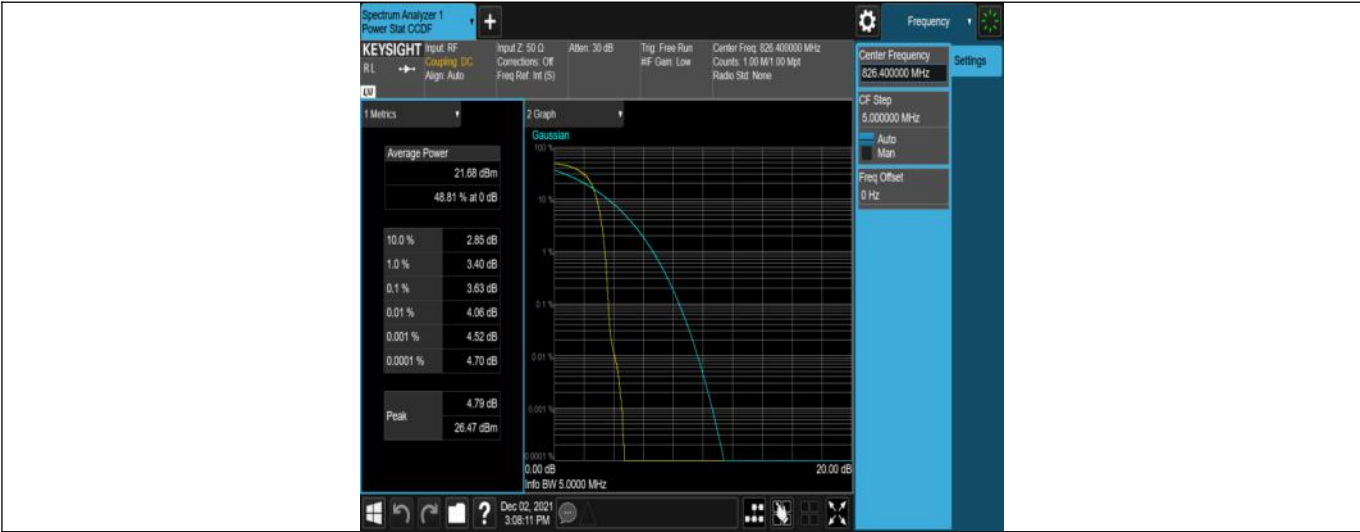 Spectrum Analyzer 1
Power Stat CCDF
+
Frequency
KEYSIGHT
RL
LXI
Input: RF
Coupling: DC
Align: Auto
Input Z: 50 Ω
Corrections: Off
Freq Ref: Int (S)
Atten: 30 dB
Trig: Free Run
#IF Gain: Low
Center Freq: 826.400000 MHz
Counts: 1.00 M/1.00 Mpt
Radio Std: None
Center Frequency
826.400000 MHz
Settings
CF Step
5.000000 MHz
Auto
Man
Freq Offset
0 Hz
1 Metrics
Average Power
21.68 dBm
48.81 % at 0 dB
10.0 % 2.85 dB
1.0 % 3.40 dB
0.1 % 3.63 dB
0.01 % 4.06 dB
0.001 % 4.52 dB
0.0001 % 4.70 dB
Peak
4.79 dB
26.47 dBm
2 Graph
Gaussian
100 %
10 %
1 %
0.1 %
0.01 %
0.001 %
0.0001 %
0.00 dB 20.00 dB
Info BW 5.0000 MHz
?
Dec 02, 2021
3:08:11 PM